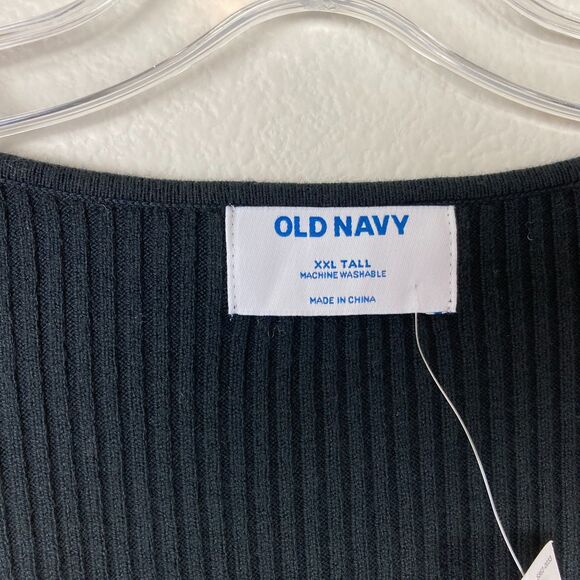 OLD NAVY
XXL TALL
MACHINE WASHABLE
MADE IN CHINA